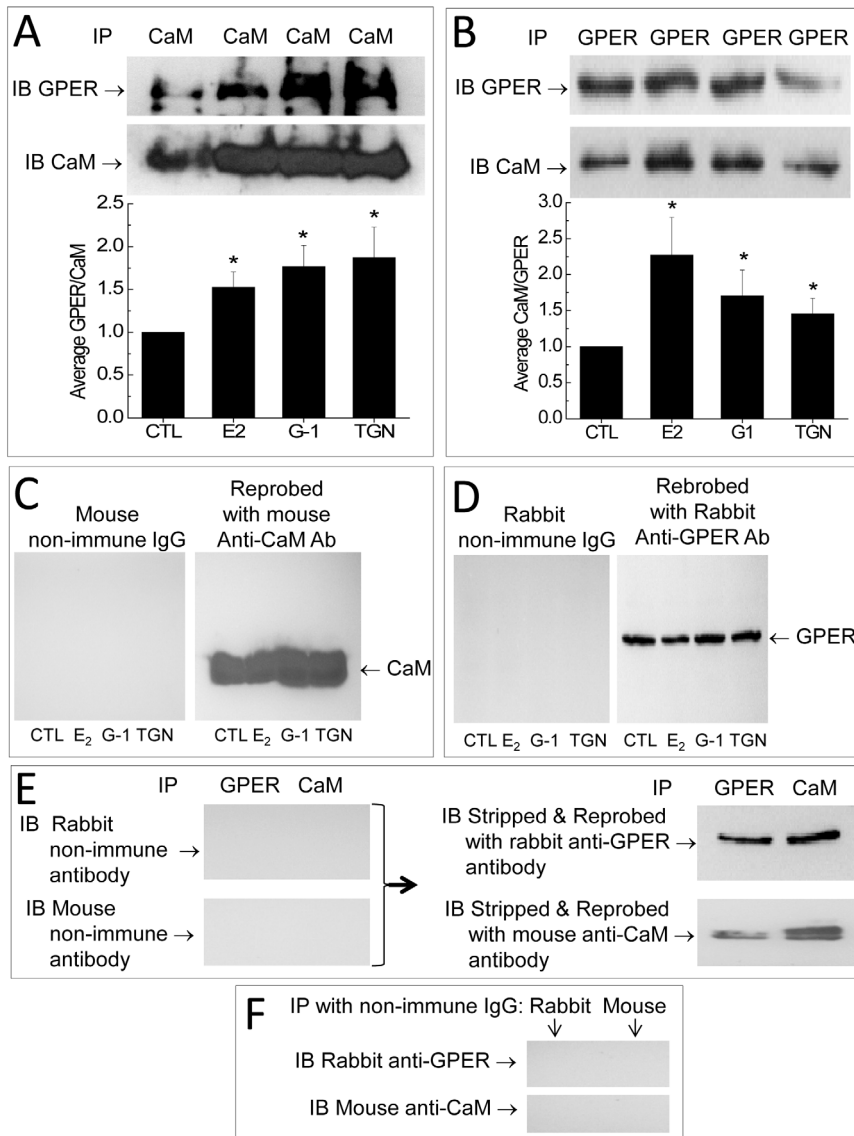 A
IP CaM CaM CaM CaM
IB GPER →
IB CaM →
Average GPER/CaM
2.5
2.0
1.5
1.0
0.5
0.0
* * *
CTL E2 G-1 TGN
B
IP GPER GPER GPER GPER
IB GPER →
IB CaM →
Average CaM/GPER
3.0
2.5
2.0
1.5
1.0
0.5
0.0
* * *
CTL E2 G1 TGN
C
Mouse
non-immune IgG
Reprobed
with mouse
Anti-CaM Ab
← CaM
CTL E₂ G-1 TGN
CTL E₂ G-1 TGN
D
Rabbit
non-immune IgG
Rebrobed
with Rabbit
Anti-GPER Ab
← GPER
CTL E₂ G-1 TGN
CTL E₂ G-1 TGN
E
IP GPER CaM
IB Rabbit
non-immune →
antibody
IB Mouse
non-immune →
antibody
IP GPER CaM
IB Stripped & Reprobed
with rabbit anti-GPER →
antibody
IB Stripped & Reprobed
with mouse anti-CaM →
antibody
F
IP with non-immune IgG: Rabbit Mouse
IB Rabbit anti-GPER →
IB Mouse anti-CaM →